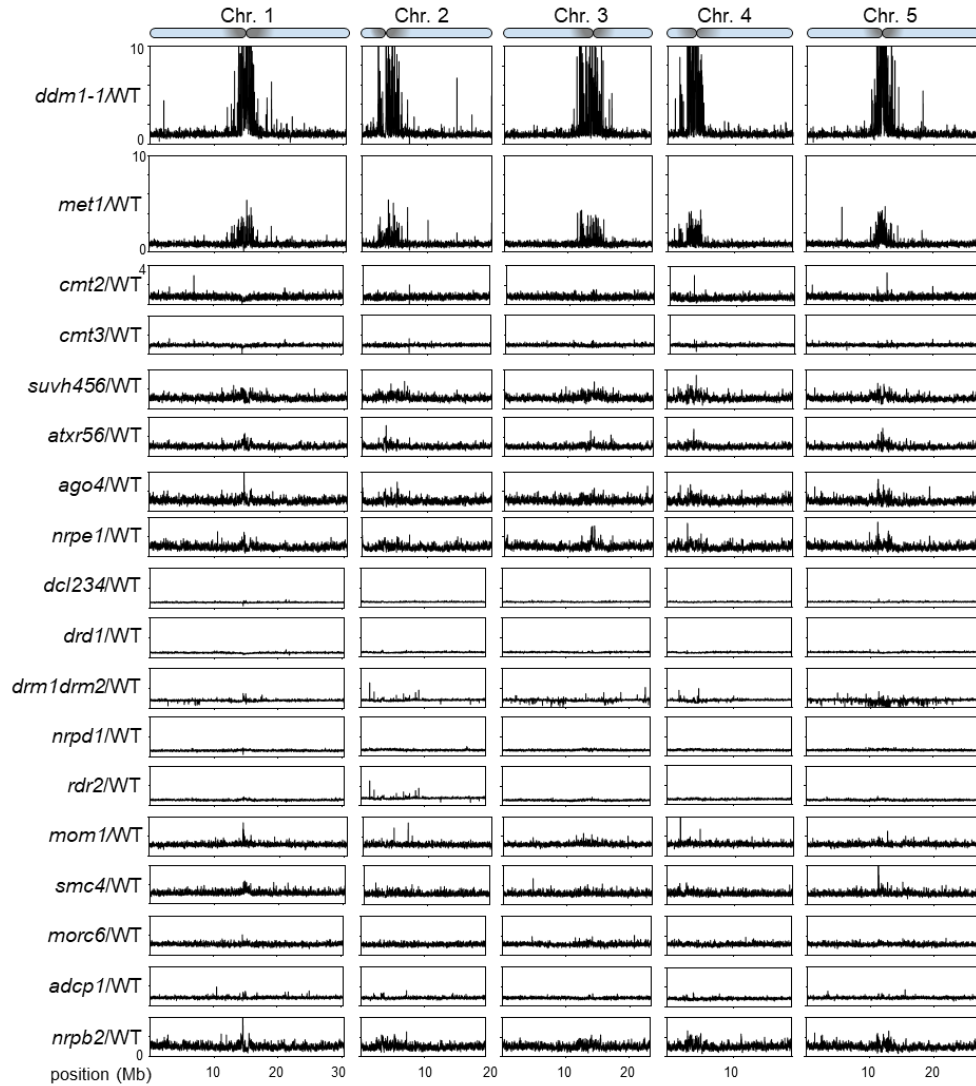 Chr. 1 Chr. 2 Chr. 3 Chr. 4 Chr. 5
10
ddm1-1/WT
0
10
met1/WT
0
4
cmt2/WT
cmt3/WT
suvh456/WT
atxr56/WT
ago4/WT
nrpe1/WT
dcl234/WT
drd1/WT
drm1drm2/WT
nrpd1/WT
rdr2/WT
mom1/WT
smc4/WT
morc6/WT
adcp1/WT
nrpb2/WT
0
position (Mb) 10 20 30 10 20 10 20 10 10 20